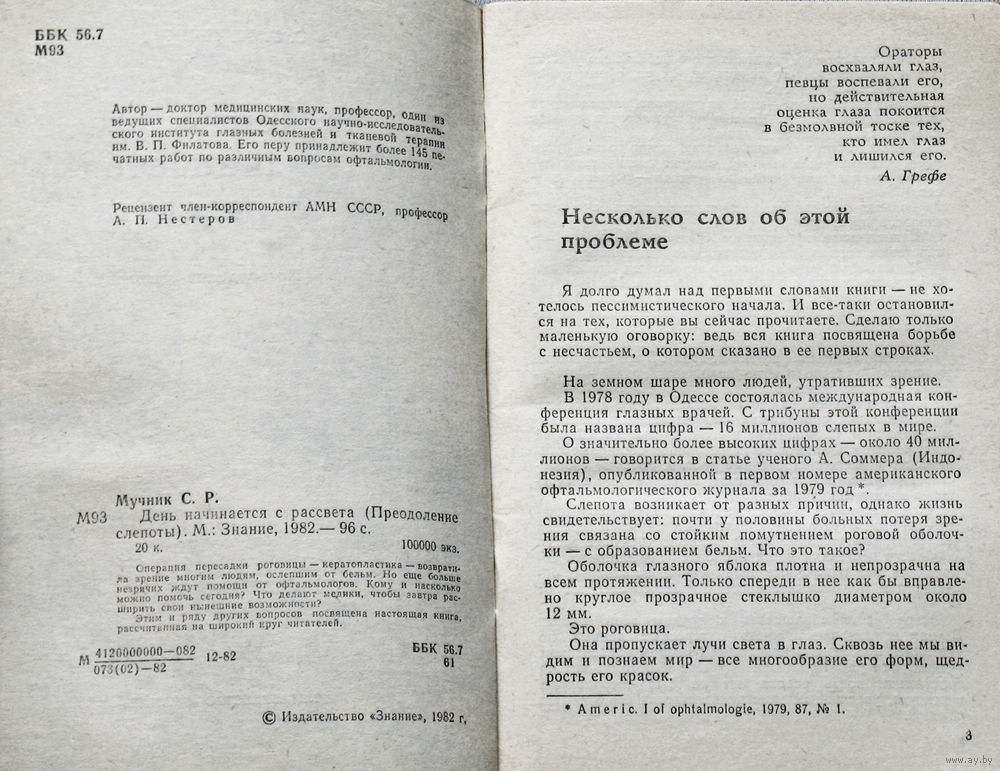 ББК 56.7
М93
Автор — доктор медицинских наук, профессор, один из
ведущих специалистов Одесского научно-исследователь-
ского института глазных болезней и тканевой терапии
им. В. П. Филатова. Его перу принадлежит более 145 пе-
чатных работ по различным вопросам офтальмологии.
Рецензент член-корреспондент АМН СССР, профессор
А. П. Нестеров
Мучник С. Р.
М93 День начинается с рассвета (Преодоление
слепоты). М.: Знание, 1982.— 96 с.
20 к. 100000 экз.
Операция пересадки роговицы — кератопластика — возврати-
ла зрение многим людям, ослепшим от бельм. Но еще больше
незрячих ждут помощи от офтальмологов. Кому и насколько
можно помочь сегодня? Что делают медики, чтобы завтра рас-
ширить свои нынешние возможности?
Этим и ряду других вопросов посвящена настоящая книга,
рассчитанная на широкий круг читателей.
М 4120000000—082 12-82 ББК 56.7
073(02)—82 61
© Издательство «Знание», 1982 г.
Ораторы
восхваляли глаз,
певцы воспевали его,
но действительная
оценка глаза покоится
в безмолвной тоске тех,
кто имел глаз
и лишился его.
А. Грефе
Несколько слов об этой
проблеме
Я долго думал над первыми словами книги — не хо-
телось пессимистического начала. И все-таки остановил-
ся на тех, которые вы сейчас прочитаете. Сделаю только
маленькую оговорку: ведь вся книга посвящена борьбе
с несчастьем, о котором сказано в ее первых строках.
На земном шаре много людей, утративших зрение.
В 1978 году в Одессе состоялась международная кон-
ференция глазных врачей. С трибуны этой конференции
была названа цифра — 16 миллионов слепых в мире.
О значительно более высоких цифрах — около 40 мил-
лионов — говорится в статье ученого А. Соммера (Индо-
незия), опубликованной в первом номере американского
офтальмологического журнала за 1979 год *.
Слепота возникает от разных причин, однако жизнь
свидетельствует: почти у половины больных потеря зре-
ния связана со стойким помутнением роговой оболоч-
ки — с образованием бельм. Что это такое?
Оболочка глазного яблока плотна и непрозрачна на
всем протяжении. Только спереди в нее как бы вправле-
но круглое прозрачное стеклышко диаметром около
12 мм.
Это роговица.
Она пропускает лучи света в глаз. Сквозь нее мы ви-
дим и познаем мир — все многообразие его форм, щед-
рость его красок.
* Americ. I of ophtalmologie, 1979, 87, № 1.
3
www.ay.by